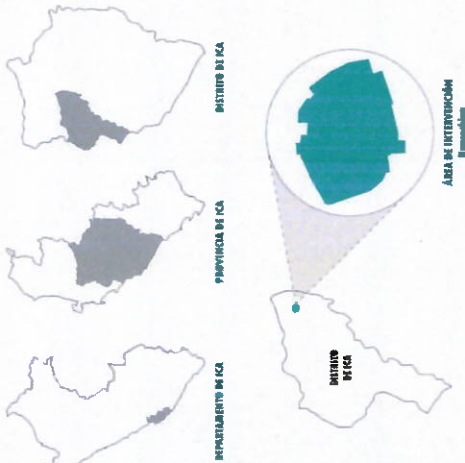 DEPARTAMENTO DE ICA
PROVINCIA DE ICA
DISTRITO DE ICA
DISTRITO
DE ICA
ÁREA DE INTERVENCIÓN